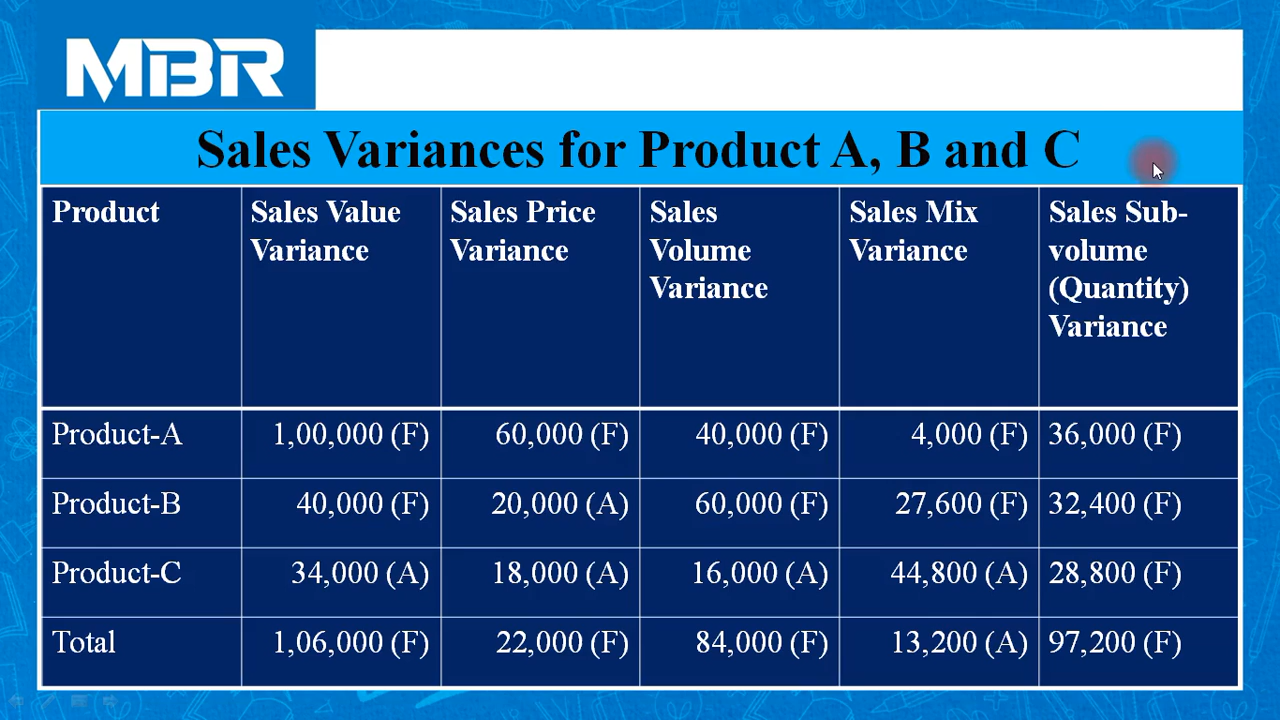 MBR
Sales Variances for Product A, B and C
Product
Sales Value
Variance
Sales Price
Variance
Sales
Volume
Variance
Sales Mix
Variance
Sales Sub-
volume
(Quantity)
Variance
Product-A 1,00,000 (F) 60,000 (F) 40,000 (F) 4,000 (F) 36,000 (F)
Product-B 40,000 (F) 20,000 (A) 60,000 (F) 27,600 (F) 32,400 (F)
Product-C 34,000 (A) 18,000 (A) 16,000 (A) 44,800 (A) 28,800 (F)
Total 1,06,000 (F) 22,000 (F) 84,000 (F) 13,200 (A) 97,200 (F)